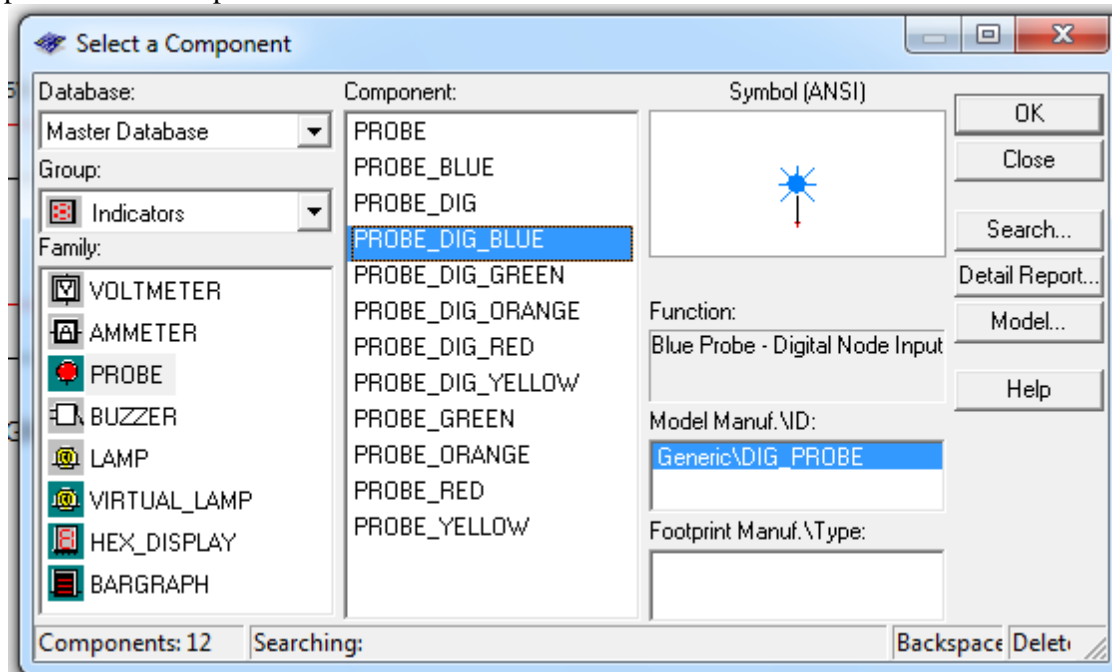 Select a Component
Database:
Master Database
Group:
Indicators
Family:
VOLTMETER
AMMETER
PROBE
BUZZER
LAMP
VIRTUAL_LAMP
HEX_DISPLAY
BARGRAPH
Component:
PROBE
PROBE_BLUE
PROBE_DIG
PROBE_DIG_BLUE
PROBE_DIG_GREEN
PROBE_DIG_ORANGE
PROBE_DIG_RED
PROBE_DIG_YELLOW
PROBE_GREEN
PROBE_ORANGE
PROBE_RED
PROBE_YELLOW
Symbol (ANSI)
Function:
Blue Probe - Digital Node Input
Model Manuf.\ID:
Generic\DIG_PROBE
Footprint Manuf.\Type:
OK
Close
Search...
Detail Report...
Model...
Help
Components: 12
Searching:
Backspace